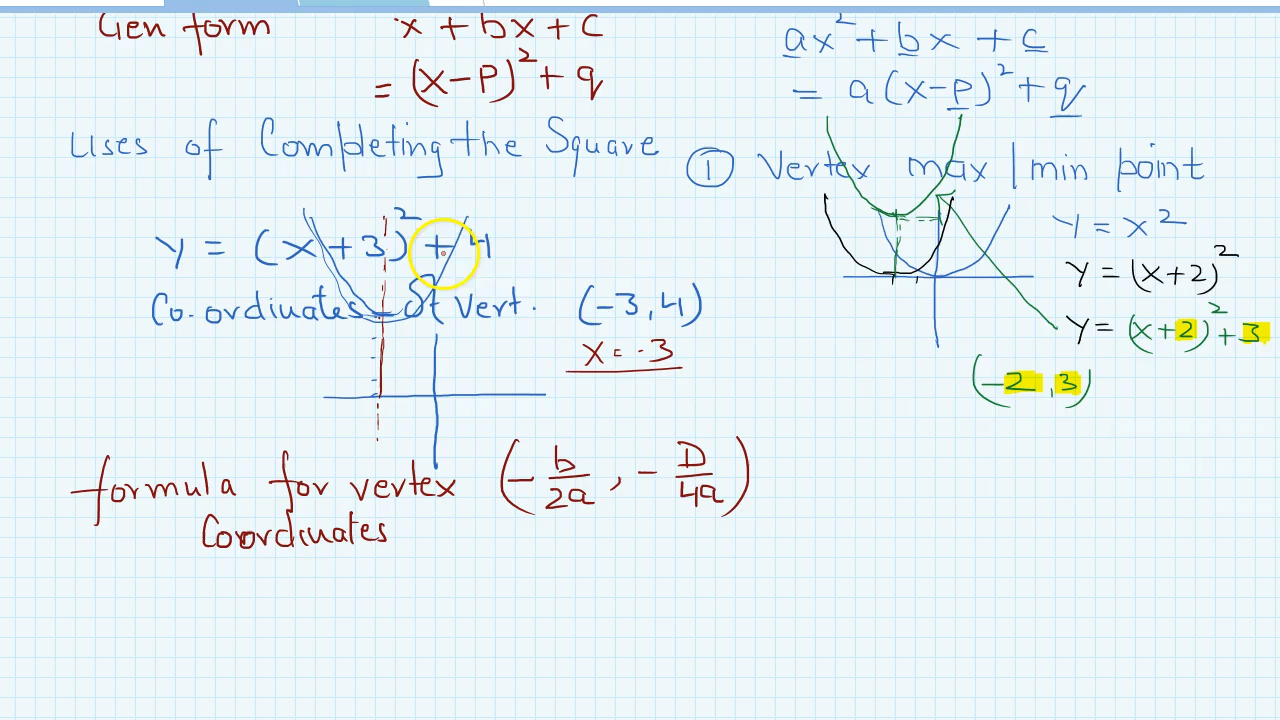 Gen form x + bx + c
= (x-p)² + q
ax² + bx + c
= a(x-p)² + q
Uses of Completing the Square
① Vertex max | min point
Y = (x+3)² + 4
Co.ordinates of Vert. (-3,4)
x = -3
Y = x²
Y = (x+2)²
Y = (x+2)² + 3
(-2,3)
formula for vertex (-b/2a, -D/4a)
Coordinates